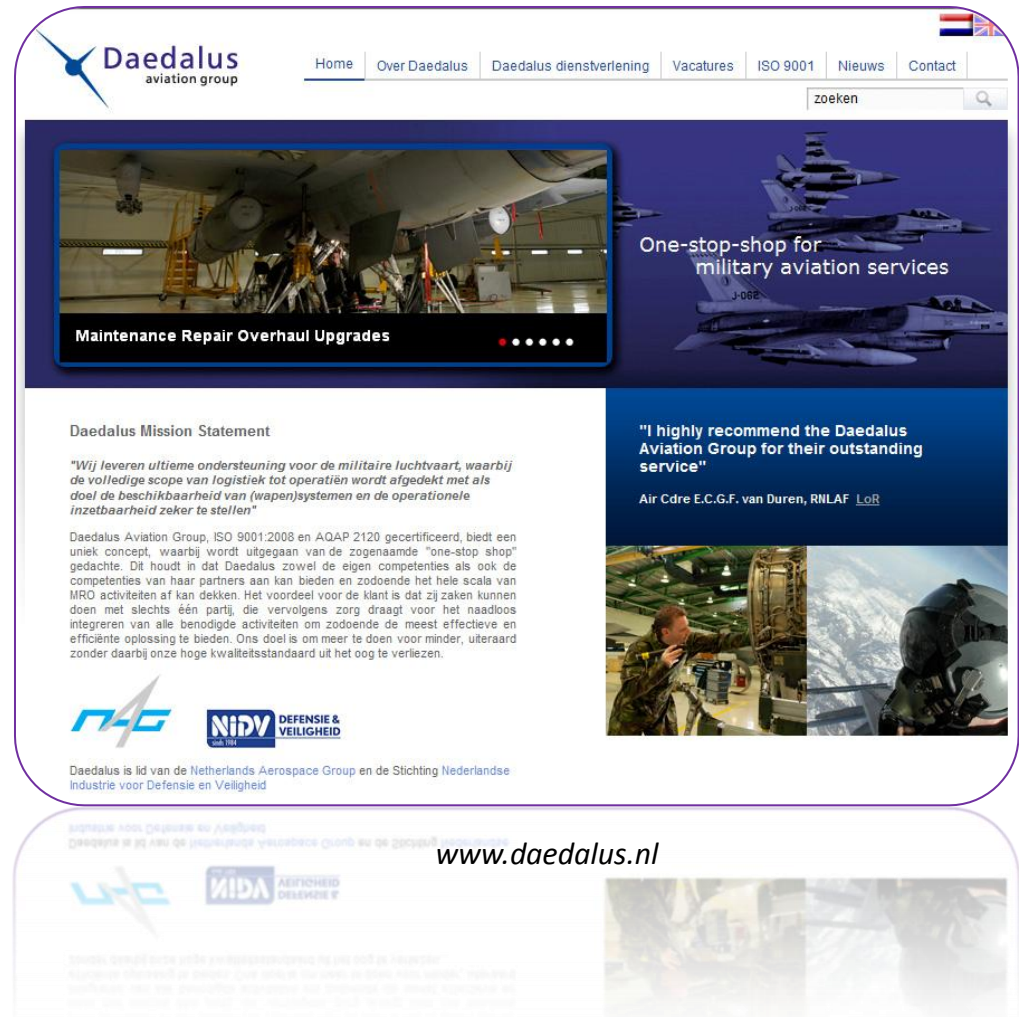 Daedalus
aviation group
Home Over Daedalus Daedalus dienstverlening Vacatures ISO 9001 Nieuws Contact
zoeken
One-stop-shop for
military aviation services
J-062
Maintenance Repair Overhaul Upgrades
Daedalus Mission Statement
"Wij leveren ultieme ondersteuning voor de militaire luchtvaart, waarbij
de volledige scope van logistiek tot operatiën wordt afgedekt met als
doel de beschikbaarheid van (wapen)systemen en de operationele
inzetbaarheid zeker te stellen"
Daedalus Aviation Group, ISO 9001:2008 en AQAP 2120 gecertificeerd, biedt een
uniek concept, waarbij wordt uitgegaan van de zogenaamde "one-stop shop"
gedachte. Dit houdt in dat Daedalus zowel de eigen competenties als ook de
competenties van haar partners aan kan bieden en zodoende het hele scala van
MRO activiteiten af kan dekken. Het voordeel voor de klant is dat zij zaken kunnen
doen met slechts één partij, die vervolgens zorg draagt voor het naadloos
integreren van alle benodigde activiteiten om zodoende de meest effectieve en
efficiënte oplossing te bieden. Ons doel is om meer te doen voor minder, uiteraard
zonder daarbij onze hoge kwaliteitsstandaard uit het oog te verliezen.
"I highly recommend the Daedalus
Aviation Group for their outstanding
service"
Air Cdre E.C.G.F. van Duren, RNLAF LoR
NAG
NIDV DEFENSIE &
VEILIGHEID
sinds 1984
Daedalus is lid van de Netherlands Aerospace Group en de Stichting Nederlandse
Industrie voor Defensie en Veiligheid
www.daedalus.nl